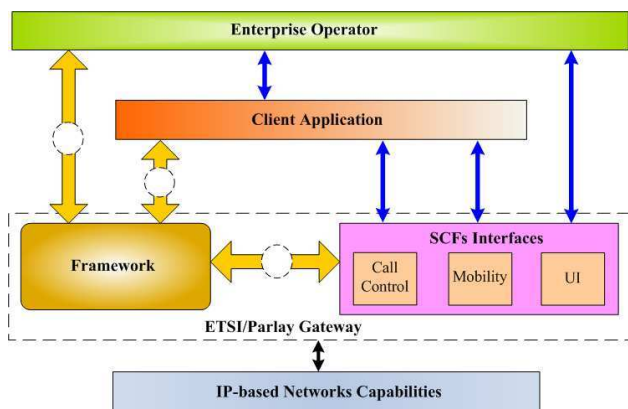 Enterprise Operator
Client Application
SCFs Interfaces
Framework
Call
Control
Mobility
UI
ETSI/Parlay Gateway
IP-based Networks Capabilities